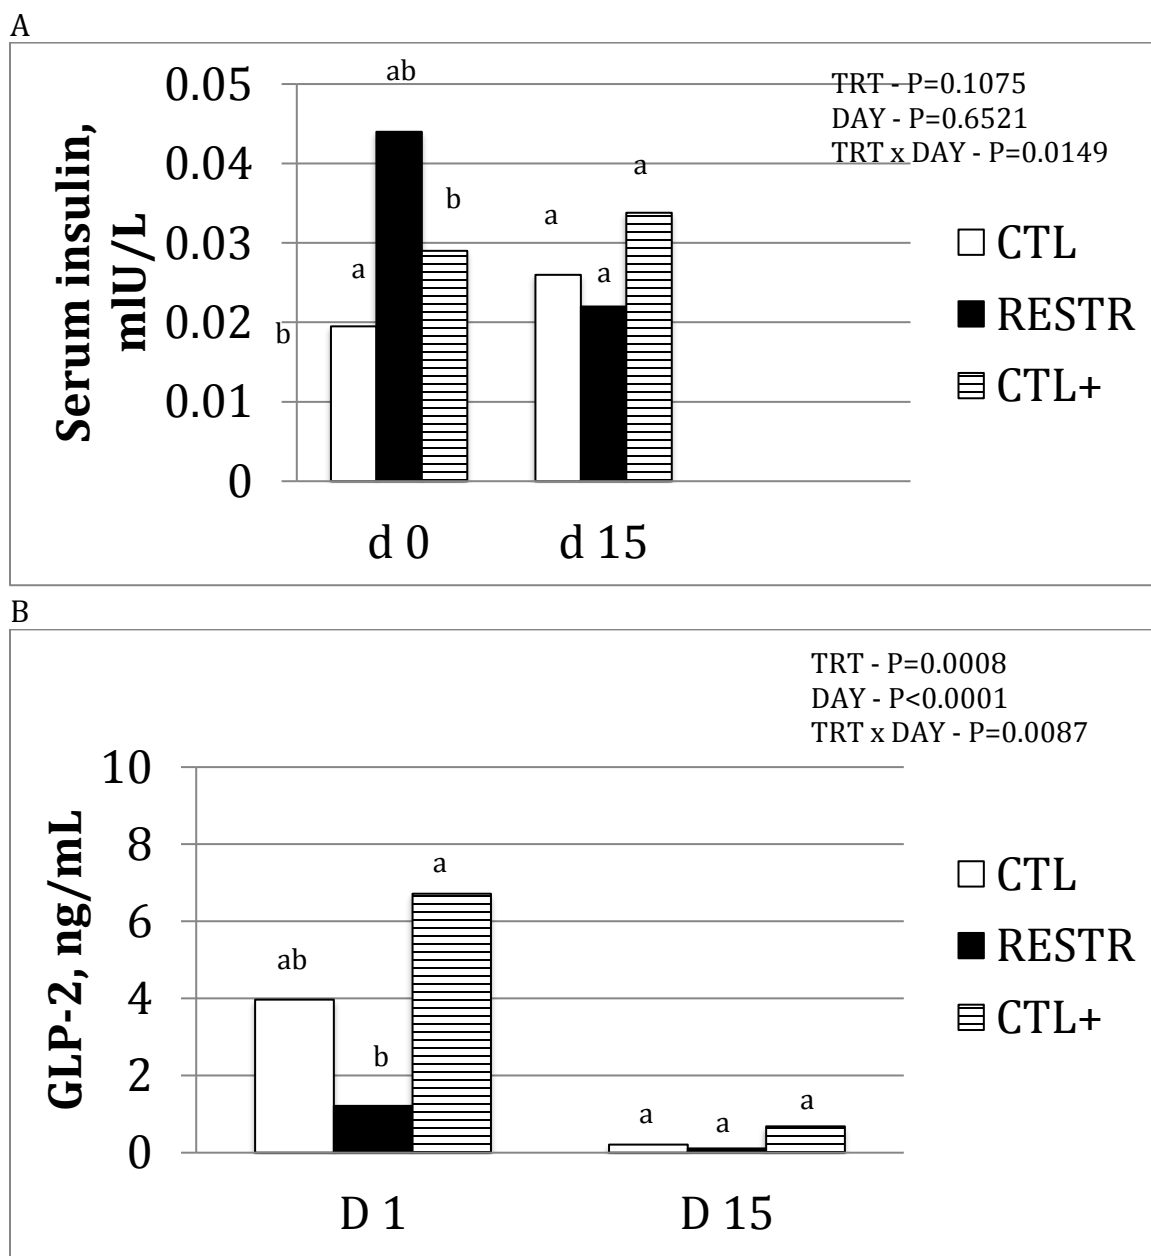 A
Serum insulin,
mlU/L
0.05
0.04
0.03
0.02
0.01
0
ab
b
a
b
a
a
a
d 0
d 15
TRT - P=0.1075
DAY - P=0.6521
TRT x DAY - P=0.0149
CTL
RESTR
CTL+
B
TRT - P=0.0008
DAY - P<0.0001
TRT x DAY - P=0.0087
GLP-2, ng/mL
10
8
6
4
2
0
ab
b
a
a
a
a
D 1
D 15
CTL
RESTR
CTL+